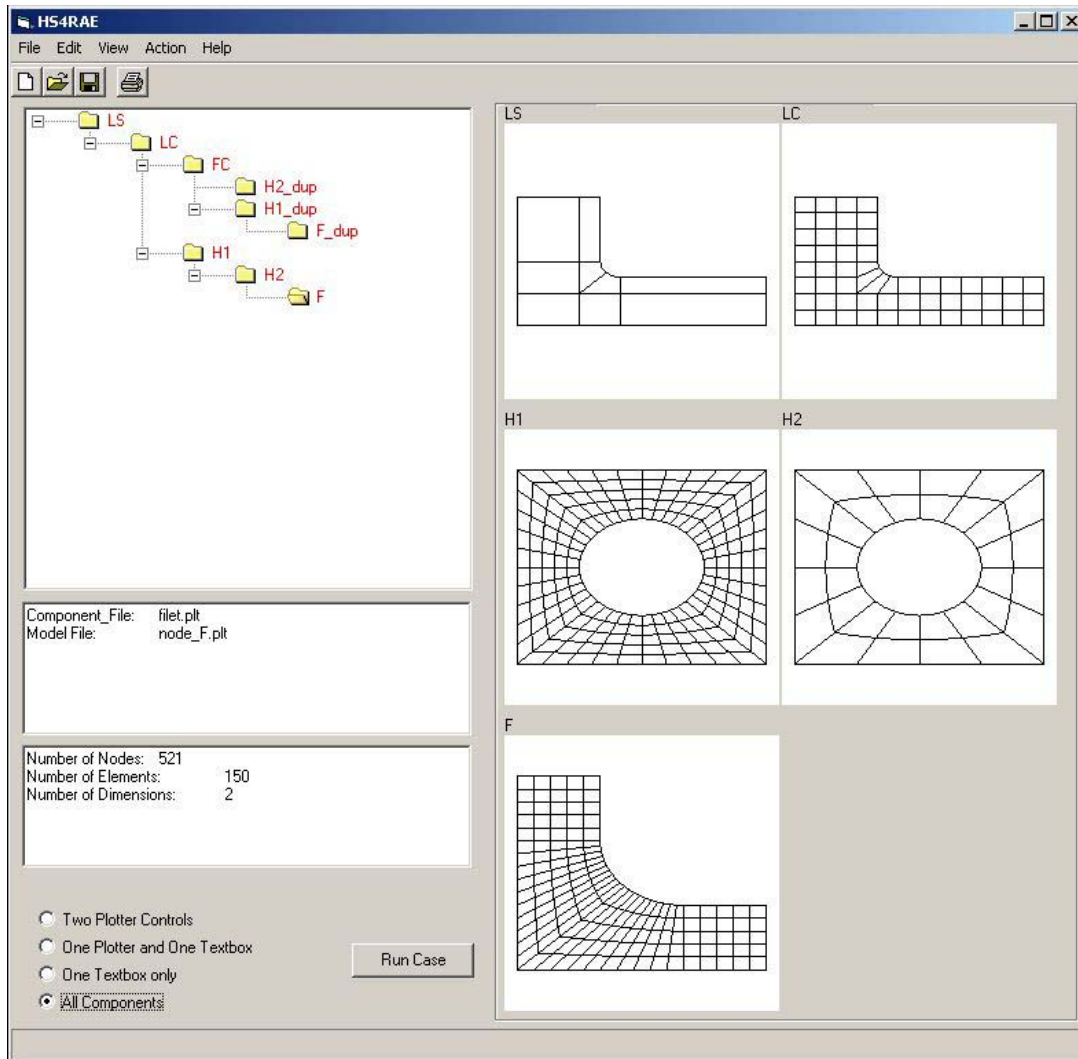 HS4RAE
File Edit View Action Help
LS
LC
FC
H2_dup
H1_dup
F_dup
H1
H2
F
Component_File: filet.plt
Model File: node_F.plt
Number of Nodes: 521
Number of Elements: 150
Number of Dimensions: 2
Two Plotter Controls
One Plotter and One Textbox
One Textbox only
All Components
Run Case
LS LC
H1 H2
F